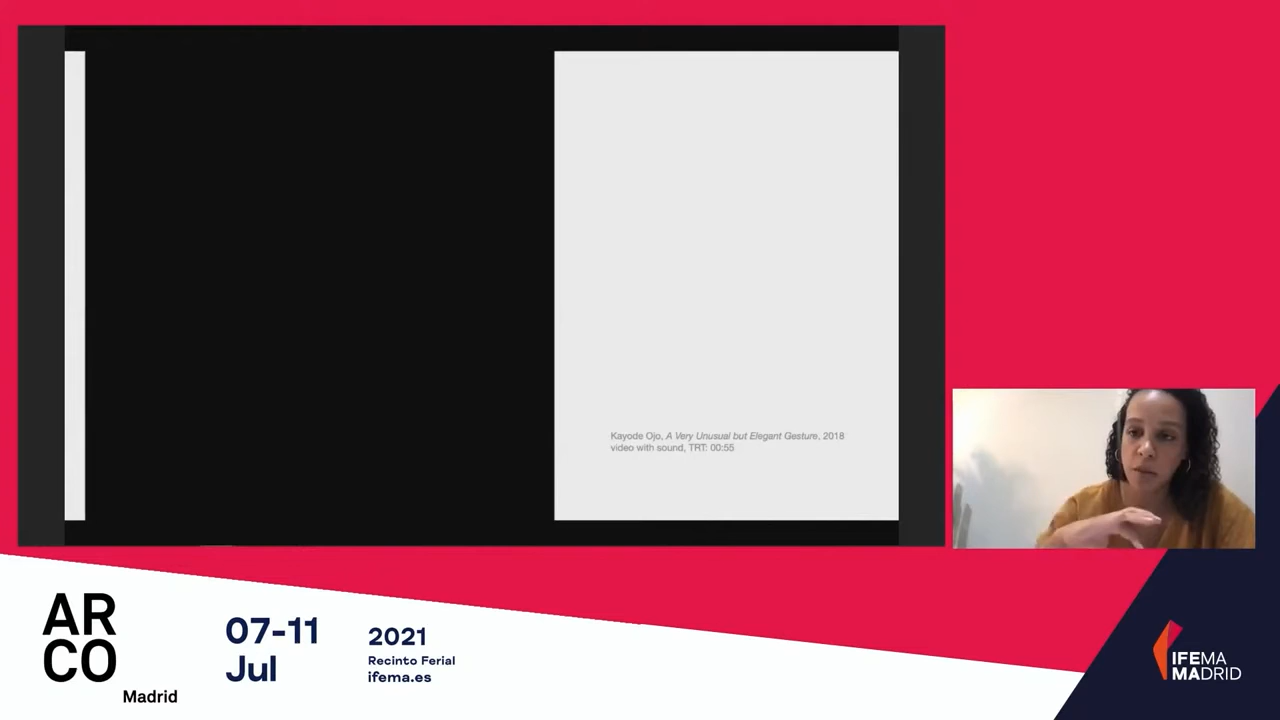 Kayode Ojo, A Very Unusual but Elegant Gesture, 2018
video with sound, TRT: 00:55
AR
CO
Madrid
07-11
Jul
2021
Recinto Ferial
ifema.es
IFEMA
MADRID